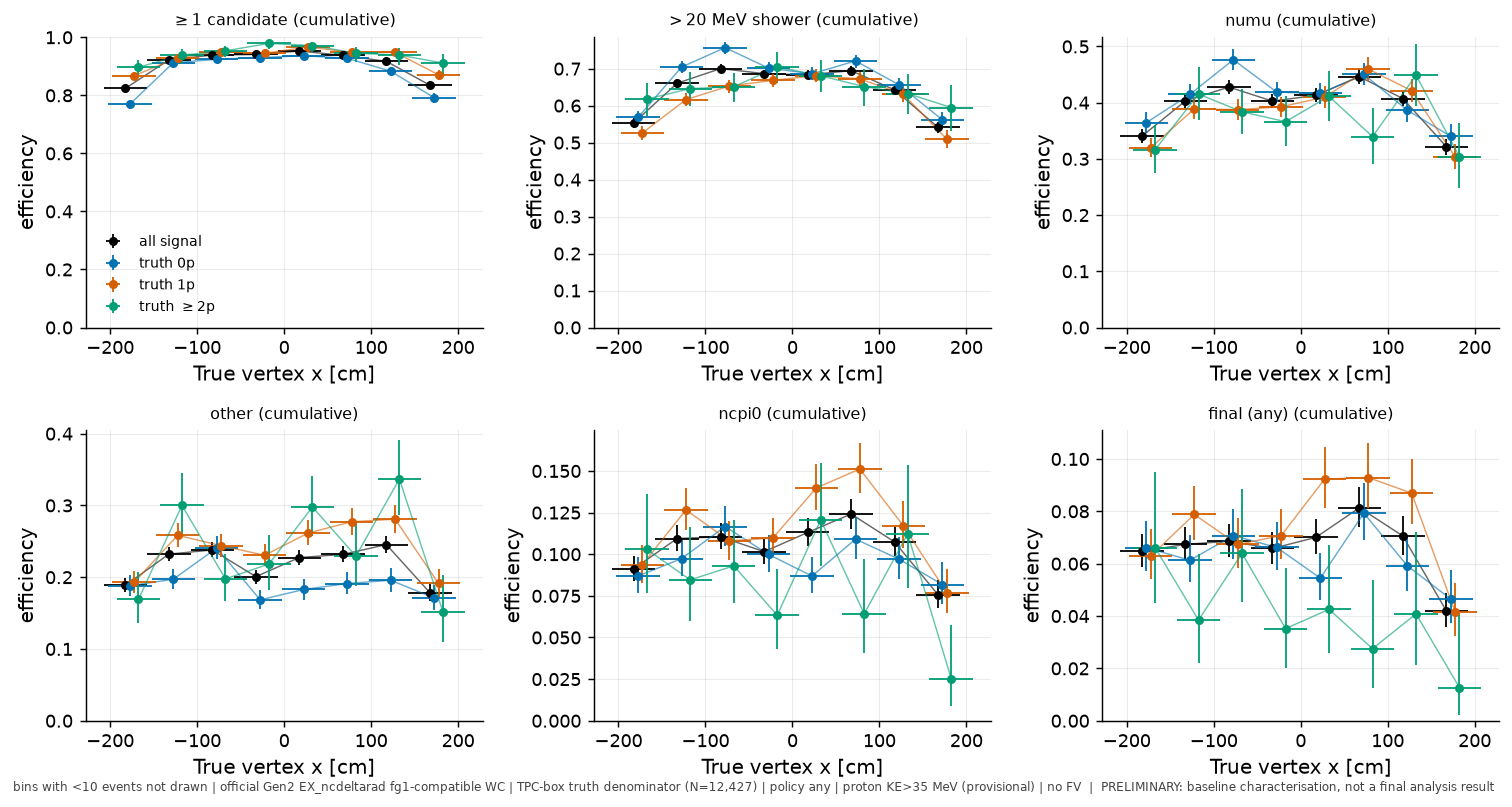 ≥ 1 candidate (cumulative)
> 20 MeV shower (cumulative)
numu (cumulative)
efficiency
1.0
0.8
0.6
0.4
0.2
0.0
all signal
truth 0p
truth 1p
truth ≥ 2p
−200
−100
0
100
200
True vertex x [cm]
efficiency
0.7
0.6
0.5
0.4
0.3
0.2
0.1
0.0
−200
−100
0
100
200
True vertex x [cm]
efficiency
0.5
0.4
0.3
0.2
0.1
0.0
−200
−100
0
100
200
True vertex x [cm]
other (cumulative)
ncpi0 (cumulative)
final (any) (cumulative)
efficiency
0.4
0.3
0.2
0.1
0.0
−200
−100
0
100
200
True vertex x [cm]
efficiency
0.150
0.125
0.100
0.075
0.050
0.025
0.000
−200
−100
0
100
200
True vertex x [cm]
efficiency
0.10
0.08
0.06
0.04
0.02
0.00
−200
−100
0
100
200
True vertex x [cm]
bins with <10 events not drawn | official Gen2 EX_ncdeltarad fg1-compatible WC | TPC-box truth denominator (N=12,427) | policy any | proton KE>35 MeV (provisional) | no FV | PRELIMINARY: baseline characterisation, not a final analysis result